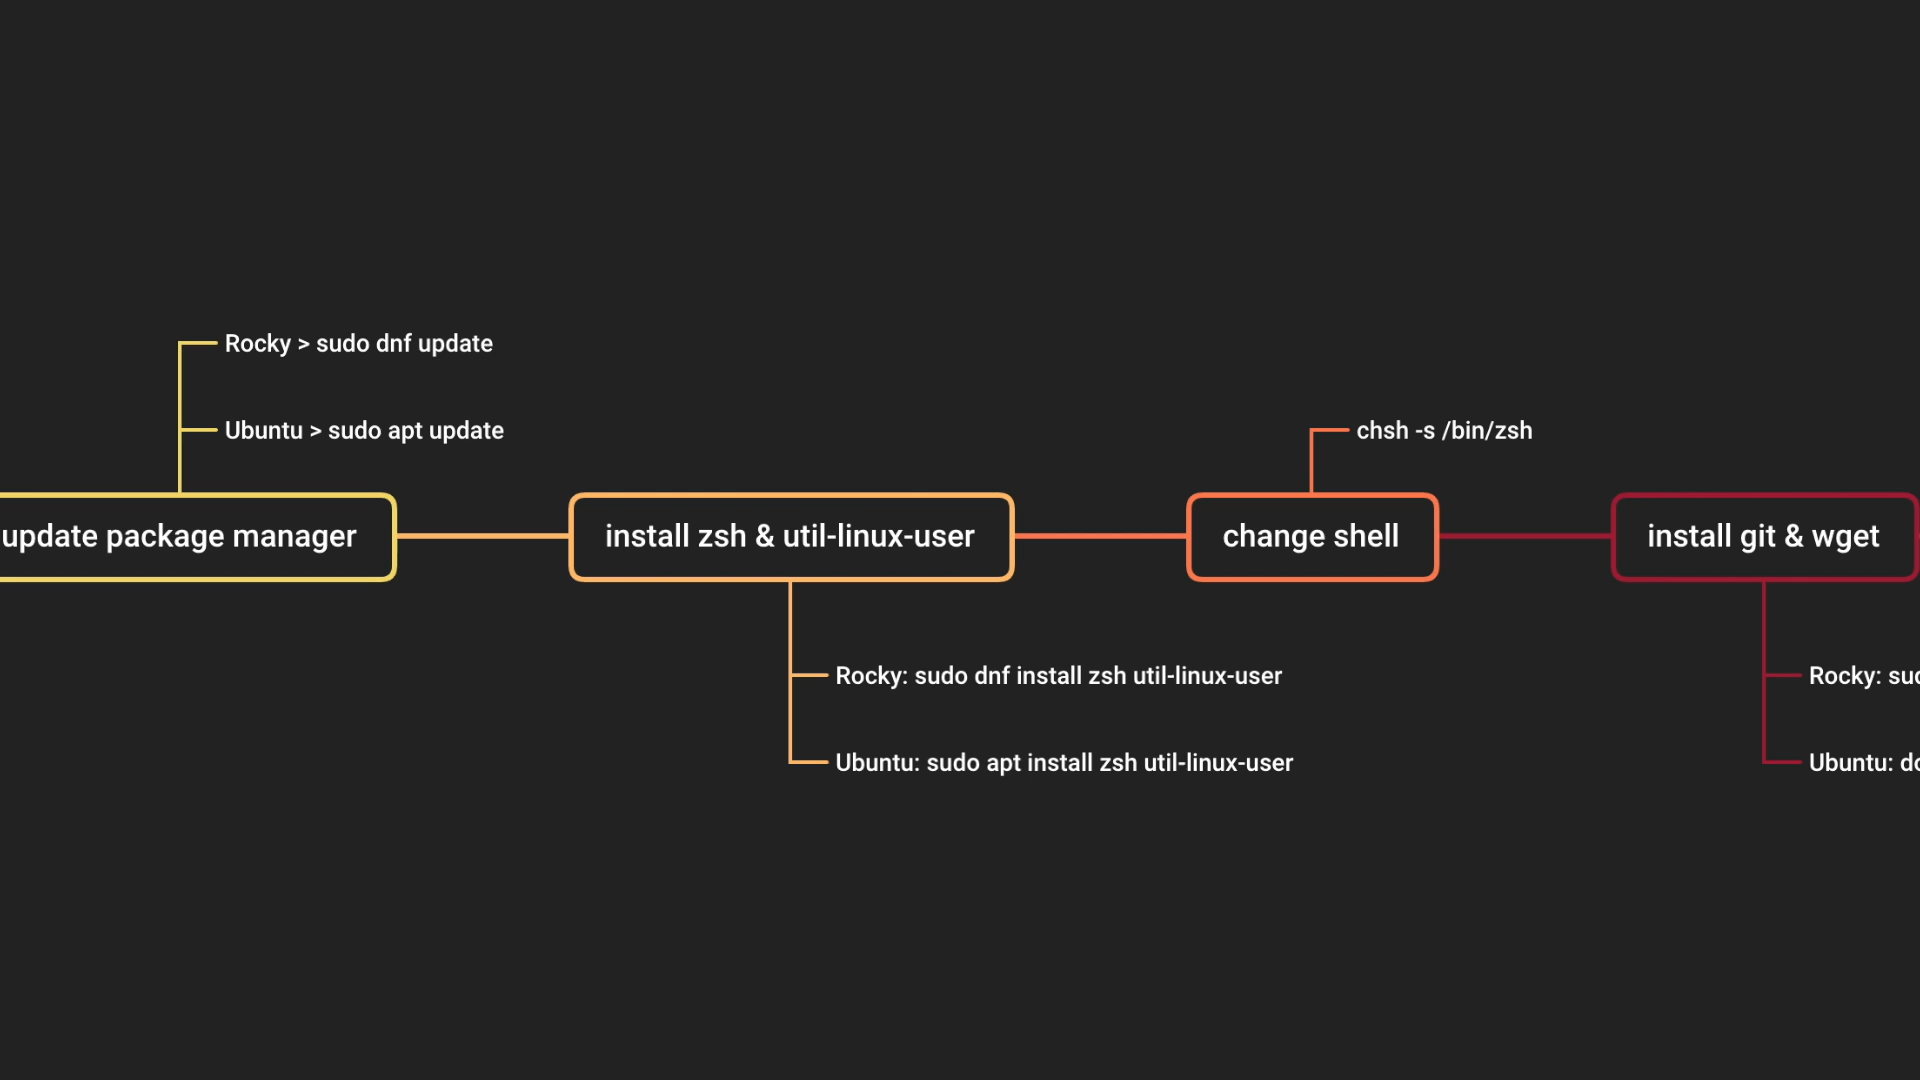 Rocky > sudo dnf update
Ubuntu > sudo apt update
update package manager
install zsh & util-linux-user
Rocky: sudo dnf install zsh util-linux-user
Ubuntu: sudo apt install zsh util-linux-user
chsh -s /bin/zsh
change shell
install git & wget
Rocky:
Ubuntu: